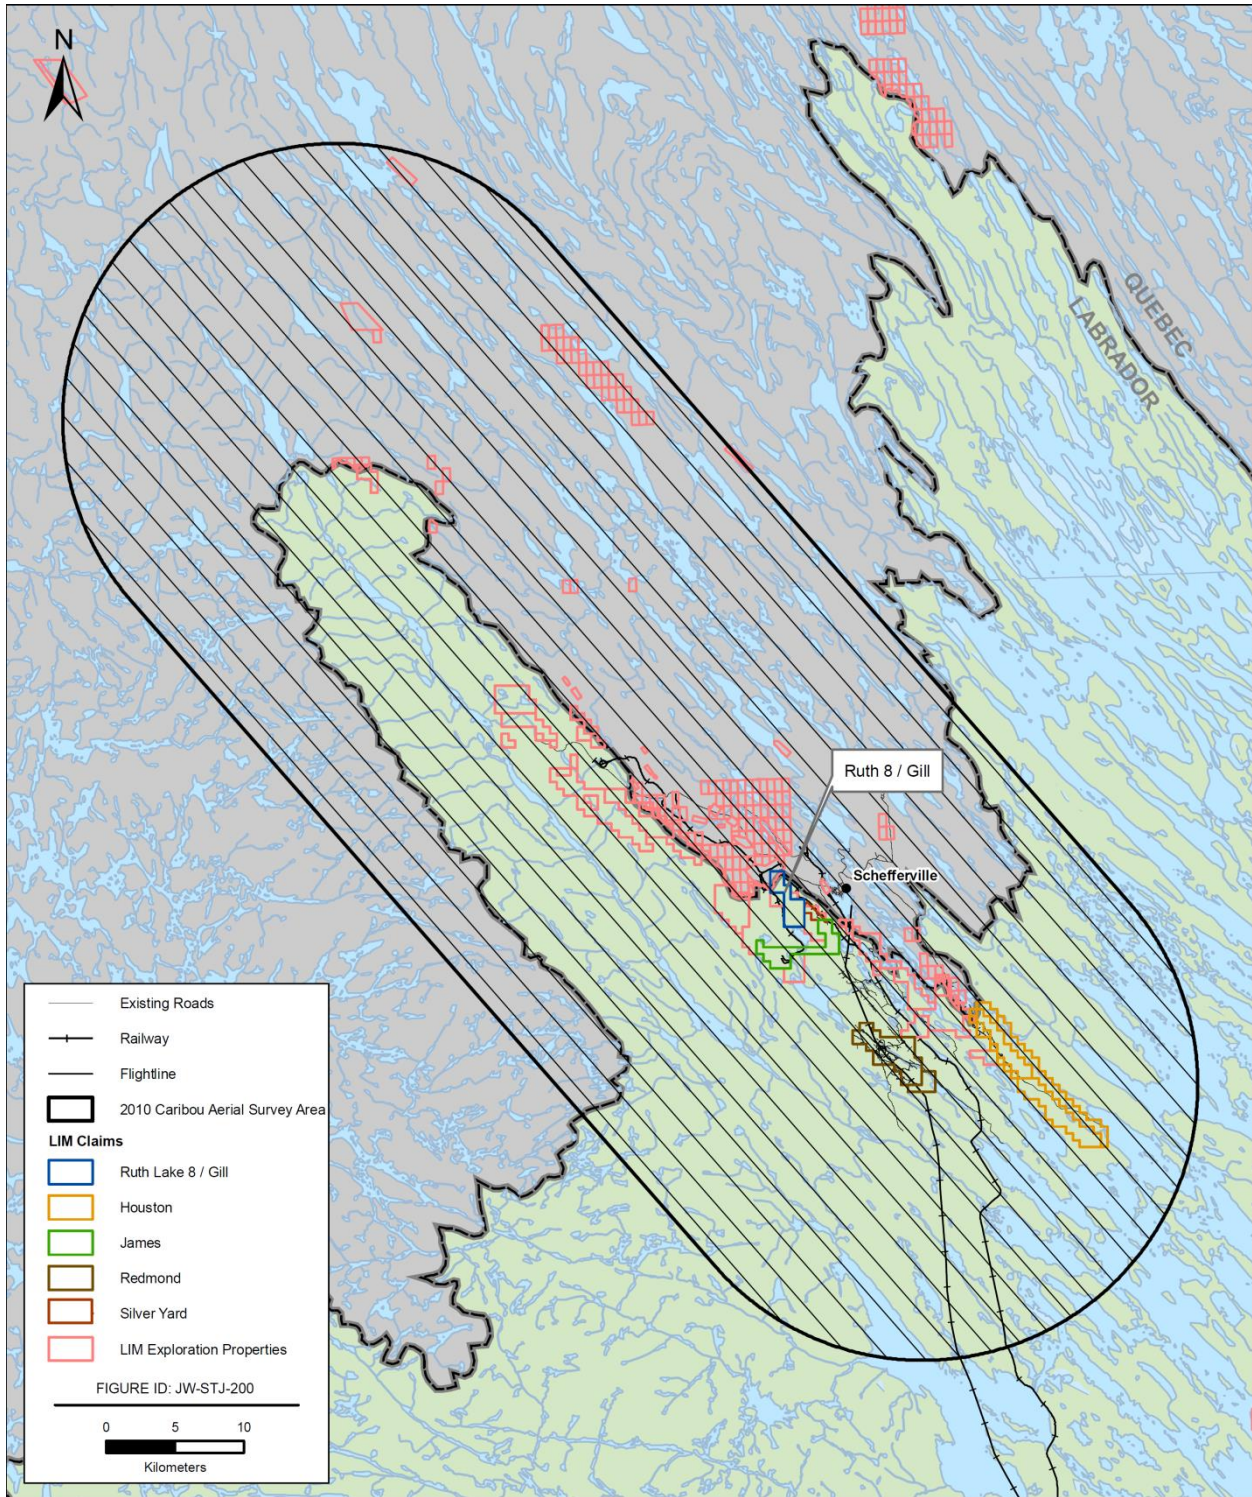 N
QUEBEC
LABRADOR
Ruth 8 / Gill
Schefferville
Existing Roads
Railway
Flightline
2010 Caribou Aerial Survey Area
LIM Claims
Ruth Lake 8 / Gill
Houston
James
Redmond
Silver Yard
LIM Exploration Properties
FIGURE ID: JW-STJ-200
0 5 10
Kilometers